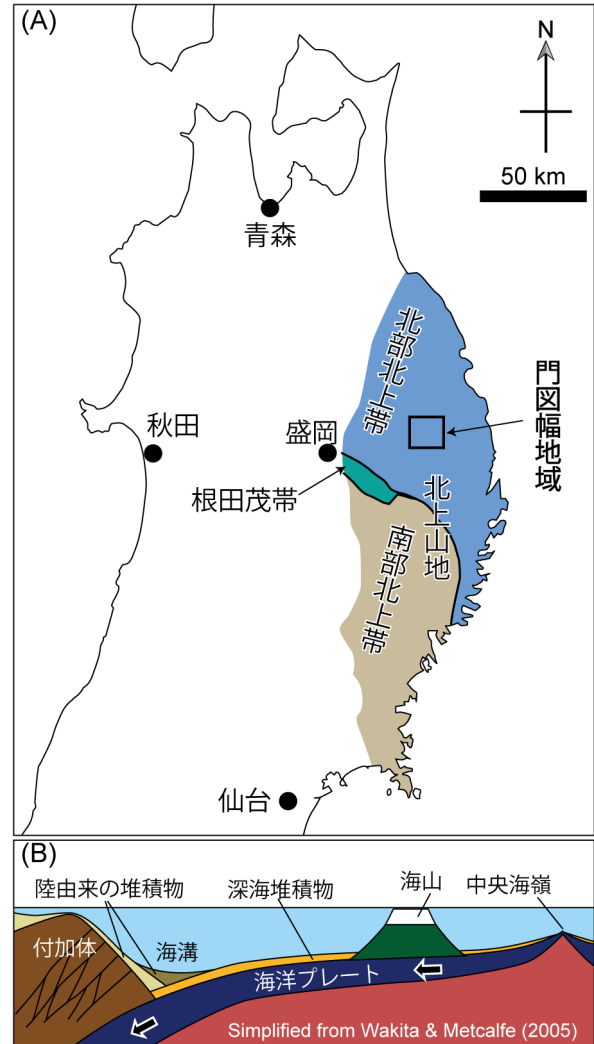 (A)
N
50 km
青森
北部北上帯
門図幅地域
秋田
盛岡
根田茂帯
北上山地
南部北上帯
仙台
(B)
陸由来の堆積物
深海堆積物
海山
中央海嶺
付加体
海溝
海洋プレート
Simplified from Wakita & Metcalfe (2005)